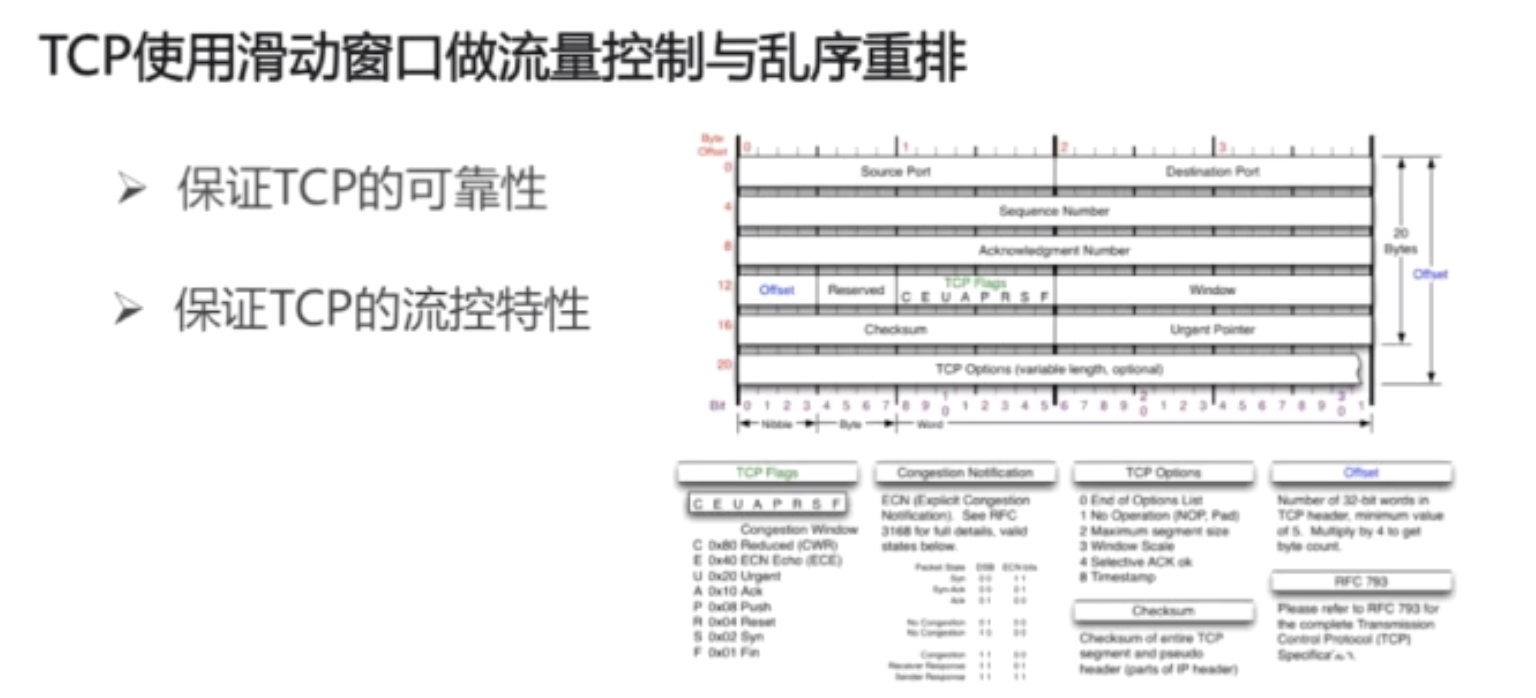 TCP使用滑动窗口做流量控制与乱序重排
➢ 保证TCP的可靠性
➢ 保证TCP的流控特性
Byte Offset
0 1 2 3
0 Source Port Destination Port
4 Sequence Number
8 Acknowledgment Number
12 Offset Reserved TCP Flags C E U A P R S F Window
16 Checksum Urgent Pointer
20 TCP Options (variable length, optional)
20 Bytes
Offset
Bit 0 1 2 3 4 5 6 7 8 9 10 1 2 3 4 5 6 7 8 9 20 1 2 3 4 5 6 7 8 9 30 1
Nibble Byte Word
TCP Flags
C E U A P R S F
Congestion Window
C 0x80 Reduced (CWR)
E 0x40 ECN Echo (ECE)
U 0x20 Urgent
A 0x10 Ack
P 0x08 Push
R 0x04 Reset
S 0x02 Syn
F 0x01 Fin
Congestion Notification
ECN (Explicit Congestion
Notification). See RFC
3168 for full details, valid
states below.
Packet State DSB ECN bits
Syn 0 0 1 1
Syn-Ack 0 0 0 1
Ack 0 1 0 0
No Congestion 0 1 0 0
No Congestion 1 0 0 0
Congestion 1 1 0 0
Receiver Response 1 1 0 1
Sender Response 1 1 1 1
TCP Options
0 End of Options List
1 No Operation (NOP, Pad)
2 Maximum segment size
3 Window Scale
4 Selective ACK ok
8 Timestamp
Checksum
Checksum of entire TCP
segment and pseudo
header (parts of IP header)
Offset
Number of 32-bit words in
TCP header, minimum value
of 5. Multiply by 4 to get
byte count.
RFC 793
Please refer to RFC 793 for
the complete Transmission
Control Protocol (TCP)